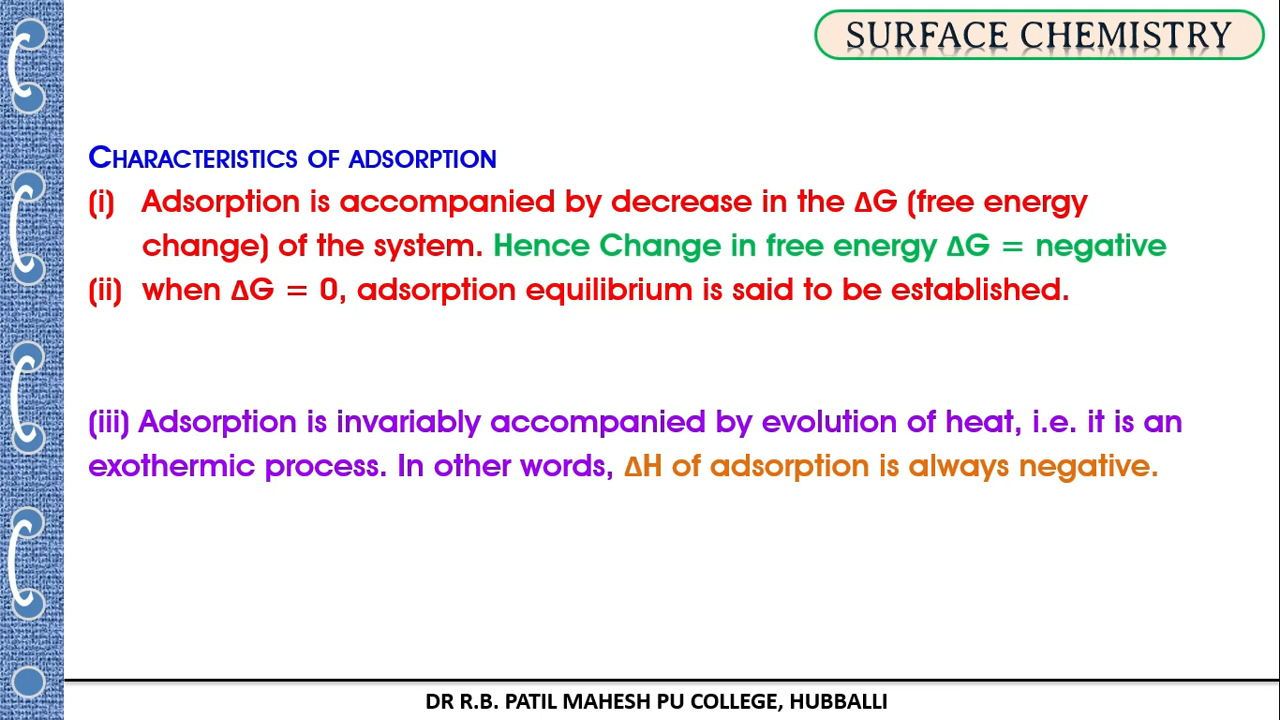 SURFACE CHEMISTRY
CHARACTERISTICS OF ADSORPTION
(i) Adsorption is accompanied by decrease in the ΔG (free energy
change) of the system. Hence Change in free energy ΔG = negative
(ii) when ΔG = 0, adsorption equilibrium is said to be established.
(iii) Adsorption is invariably accompanied by evolution of heat, i.e. it is an
exothermic process. In other words, ΔH of adsorption is always negative.
DR R.B. PATIL MAHESH PU COLLEGE, HUBBALLI